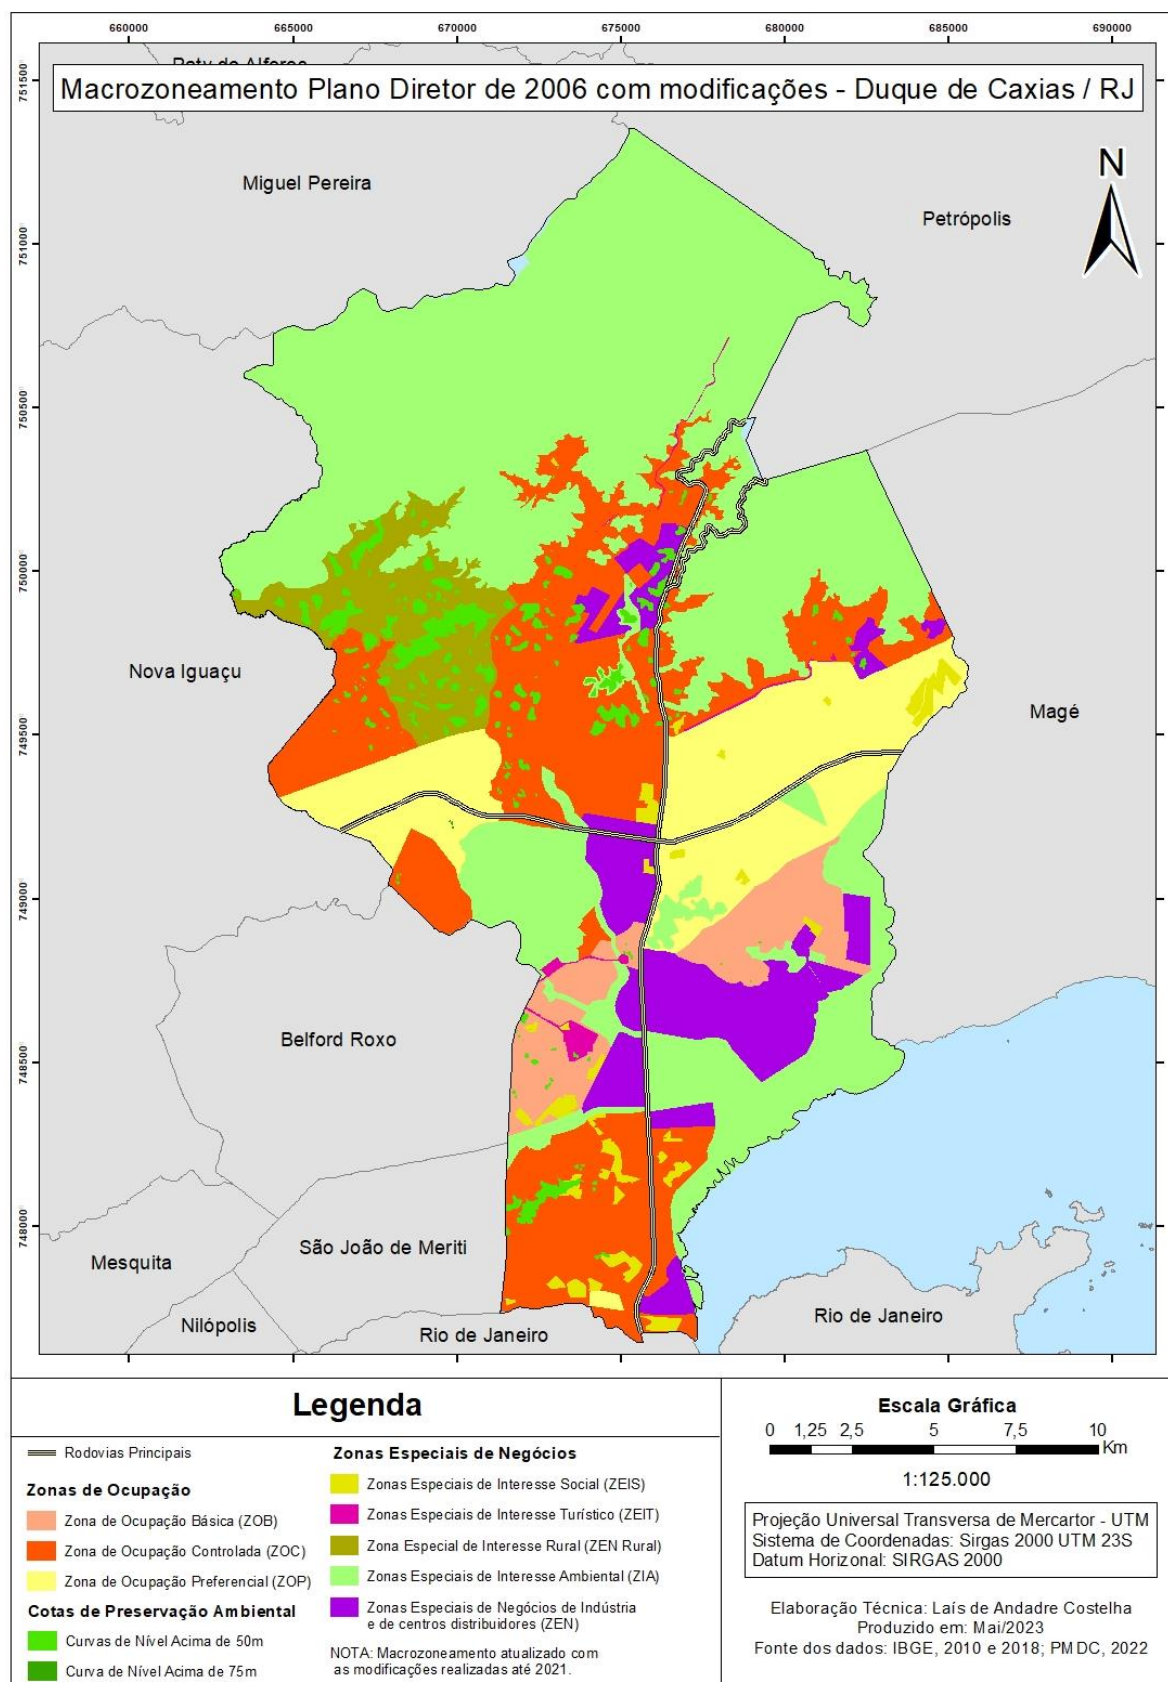 660000 665000 670000 675000 680000 685000 690000
Paty do Alferes
Macrozoneamento Plano Diretor de 2006 com modificações - Duque de Caxias / RJ
751500
Miguel Pereira
N
Petrópolis
751000
750500
750000
Nova Iguaçu
Magé
749500
749000
Belford Roxo
748500
748000
São João de Meriti
Mesquita
Nilópolis
Rio de Janeiro
Rio de Janeiro
Legenda
Rodovias Principais
Zonas de Ocupação
Zona de Ocupação Básica (ZOB)
Zona de Ocupação Controlada (ZOC)
Zona de Ocupação Preferencial (ZOP)
Cotas de Preservação Ambiental
Curvas de Nível Acima de 50m
Curva de Nível Acima de 75m
Zonas Especiais de Negócios
Zonas Especiais de Interesse Social (ZEIS)
Zonas Especiais de Interesse Turístico (ZEIT)
Zona Especial de Interesse Rural (ZEN Rural)
Zonas Especiais de Interesse Ambiental (ZIA)
Zonas Especiais de Negócios de Indústria
e de centros distribuidores (ZEN)
NOTA: Macrozoneamento atualizado com
as modificações realizadas até 2021.
Escala Gráfica
0 1,25 2,5 5 7,5 10
Km
1:125.000
Projeção Universal Transversa de Mercartor - UTM
Sistema de Coordenadas: Sirgas 2000 UTM 23S
Datum Horizonal: SIRGAS 2000
Elaboração Técnica: Laís de Andadre Costelha
Produzido em: Mai/2023
Fonte dos dados: IBGE, 2010 e 2018; PMDC, 2022